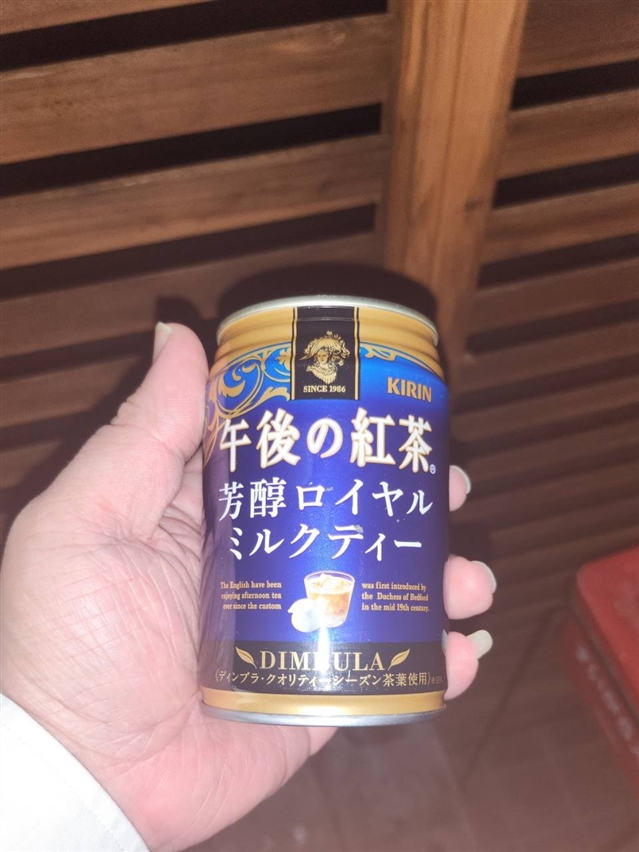 SINCE 1986
KIRIN
午後の紅茶®
芳醇ロイヤル
ミルクティー
The English have been
enjoying afternoon tea
ever since the custom
was first introduced by
the Duchess of Bedford
in the mid 19th century.
DIMBULA
(ディンブラ・クオリティーシーズン茶葉使用)